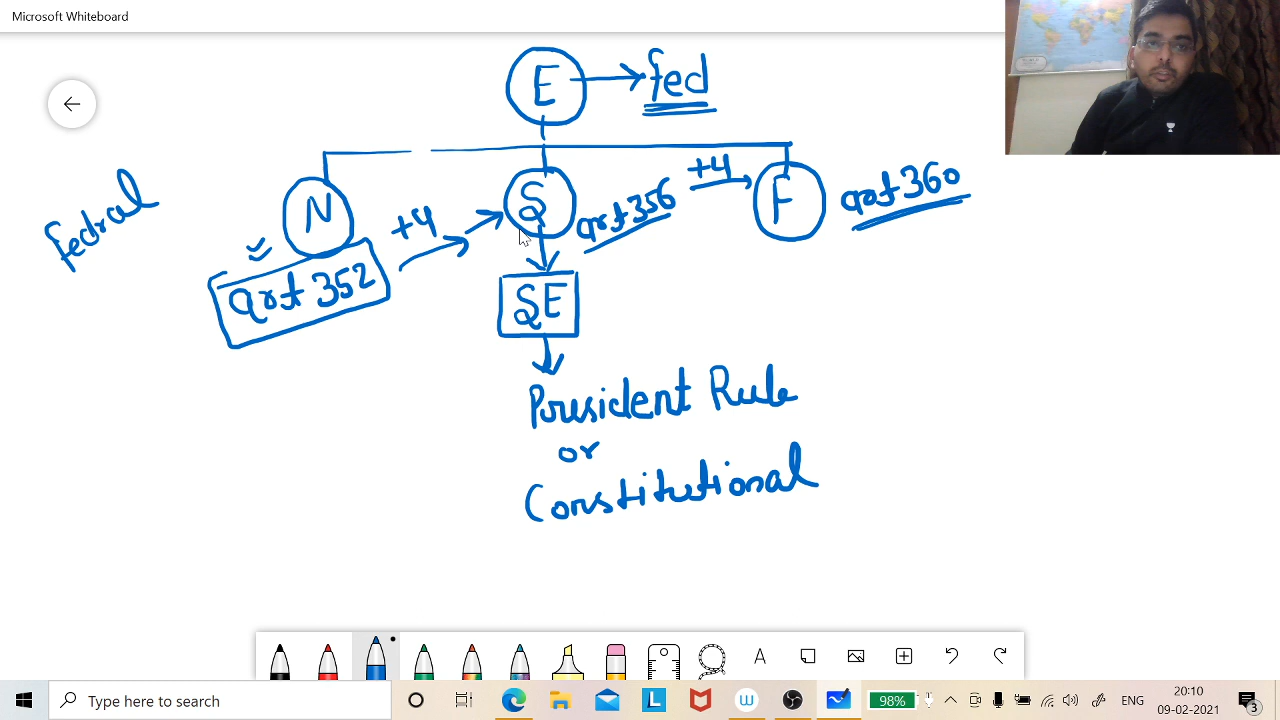 Microsoft Whiteboard
E → fed
Fedral
N
+4
S
art 356
+4
F
art 360
art 352
SE
President Rule
or
Constitutional
A
Type here to search
L
W
98%
ENG
20:10
09-02-2021
3